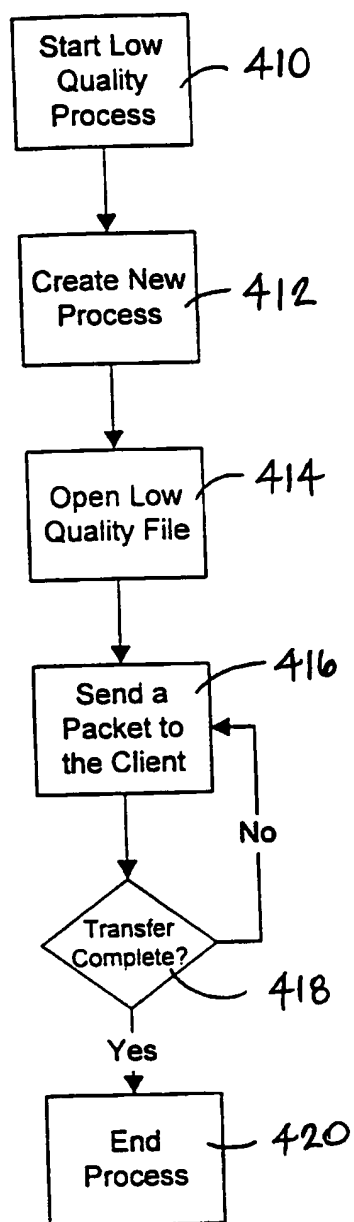 Start Low
Quality
Process
410
Create New
Process
412
Open Low
Quality File
414
Send a
Packet to
the Client
416
No
Transfer
Complete?
418
Yes
End
Process
420